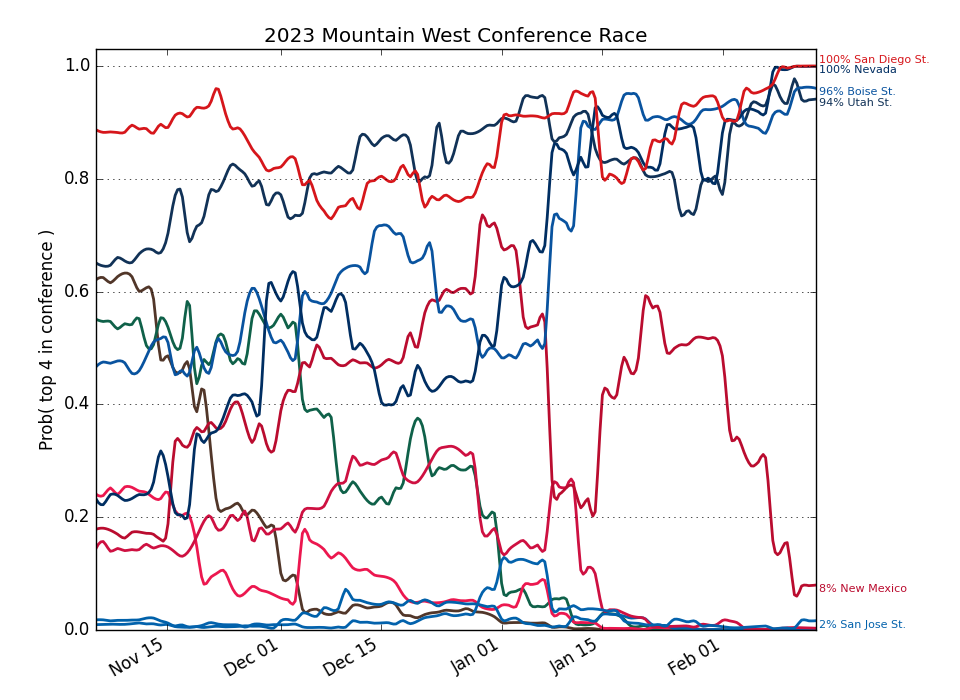 2023 Mountain West Conference Race
100% San Diego St.
100% Nevada
96% Boise St.
94% Utah St.
8% New Mexico
2% San Jose St.
Prob( top 4 in conference )
1.0
0.8
0.6
0.4
0.2
0.0
Nov 15
Dec 01
Dec 15
Jan 01
Jan 15
Feb 01